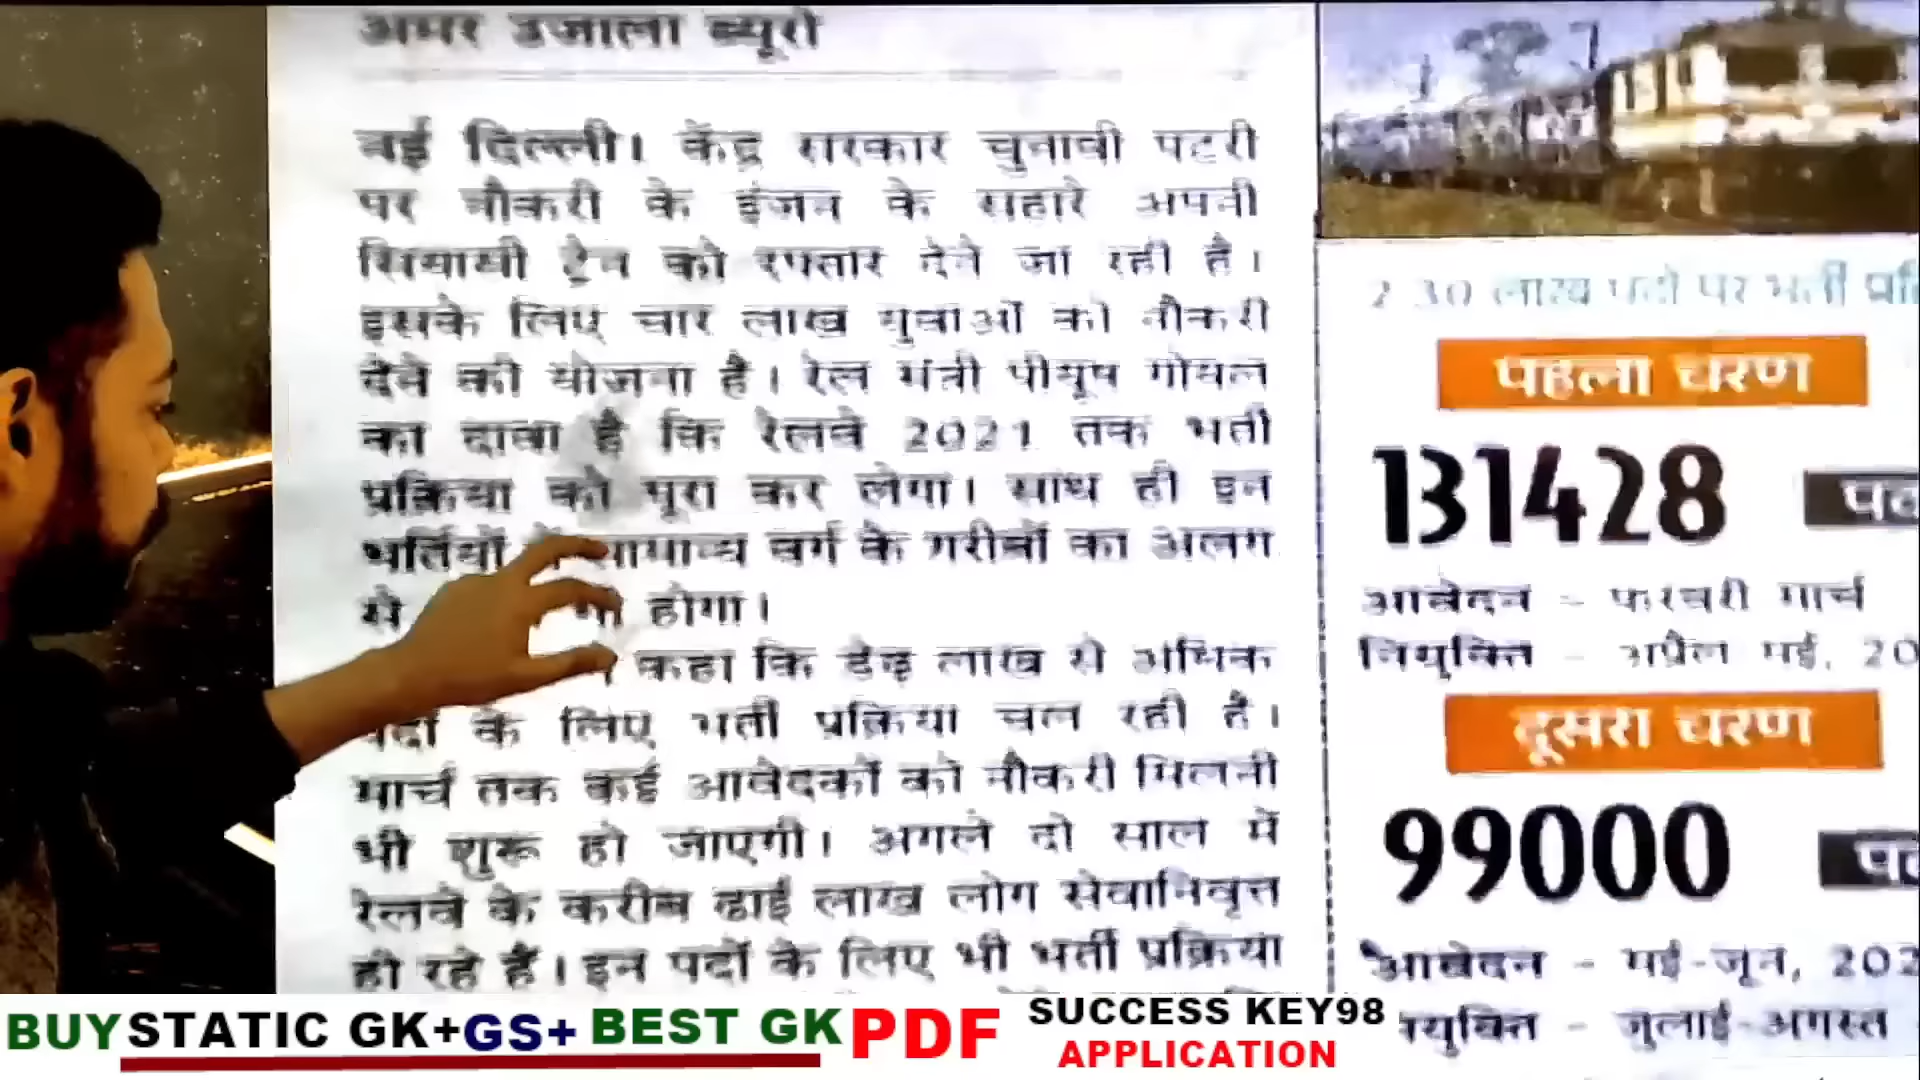 अमर उजाला ब्यूरो
नई दिल्ली। केंद्र सरकार चुनावी पटरी
पर नौकरी के इंजन के सहारे अपनी
सियासी ट्रेन को रफ्तार देने जा रही है।
इसके लिए चार लाख युवाओं को नौकरी
देने की योजना है। रेल मंत्री पीयूष गोयल
का दावा है कि रेलवे 2021 तक भर्ती
प्रक्रिया को पूरा कर लेगा। साथ ही इन
भर्तियों में सामान्य वर्ग के गरीबों का अलग
से होगा।
कहा कि डेढ़ लाख से अधिक
पदों के लिए भर्ती प्रक्रिया चल रही है।
मार्च तक कई आवेदकों को नौकरी मिलनी
भी शुरू हो जाएगी। अगले दो साल में
रेलवे के करीब ढाई लाख लोग सेवानिवृत्त
हो रहे हैं। इन पदों के लिए भी भर्ती प्रक्रिया
2.30 लाख पदों पर भर्ती
पहला चरण
131428
आवेदन - फरवरी मार्च
नियुक्ति - अप्रैल मई, 20
दूसरा चरण
99000
आवेदन - मई-जून, 202
नियुक्ति - जुलाई-अगस्त
BUY STATIC GK+GS+ BEST GK PDF
SUCCESS KEY98
APPLICATION